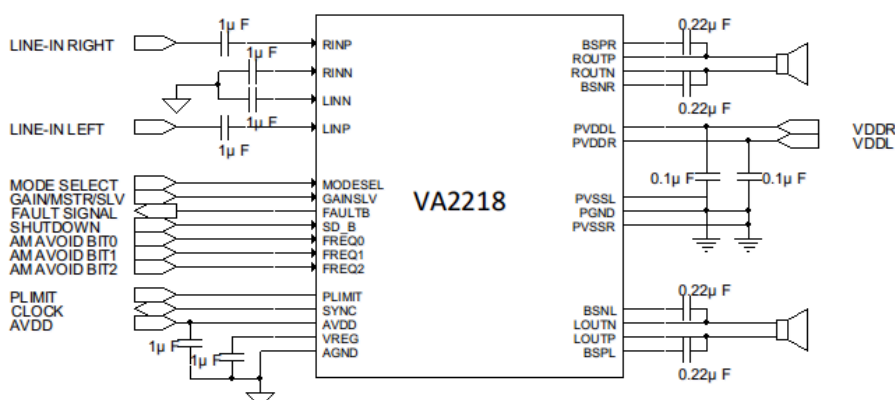 1µ F
0.22µ F
LINE-IN RIGHT
RINP
BSPR
1µ F
ROUTP
RINN
ROUTN
BSNR
LINN
0.22µ F
1µ F
LINE-IN LEFT
LINP
PVDDL
VDDR
1µ F
PVDDR
VDDL
0.1µ F
0.1µ F
MODE SELECT
MODESEL
GAIN/MSTR/SLV
GAINSLV
VA2218
PVSSL
FAULT SIGNAL
FAULTB
PGND
SHUTDOWN
SD_B
PVSSR
AM AVOID BIT0
FREQ0
AM AVOID BIT1
FREQ1
AM AVOID BIT2
FREQ2
0.22µ F
PLIMIT
PLIMIT
CLOCK
SYNC
BSNL
AVDD
AVDD
LOUTN
VREG
LOUTP
1µ F
1µ F
AGND
BSPL
0.22µ F